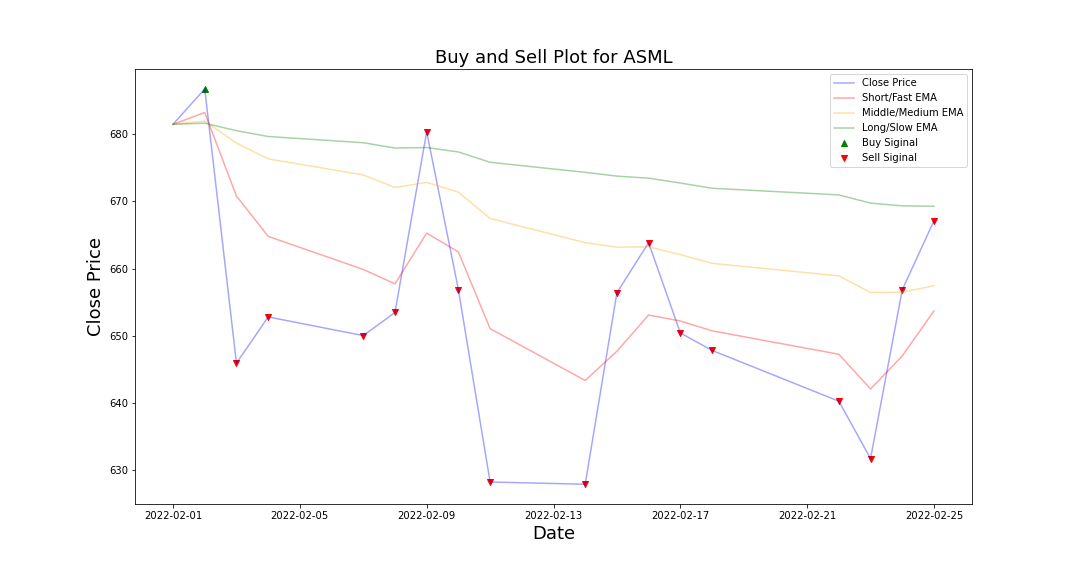 Buy and Sell Plot for ASML
Close Price
Short/Fast EMA
Middle/Medium EMA
Long/Slow EMA
Buy Siginal
Sell Siginal
Close Price
680
670
660
650
640
630
2022-02-01 2022-02-05 2022-02-09 2022-02-13 2022-02-17 2022-02-21 2022-02-25
Date